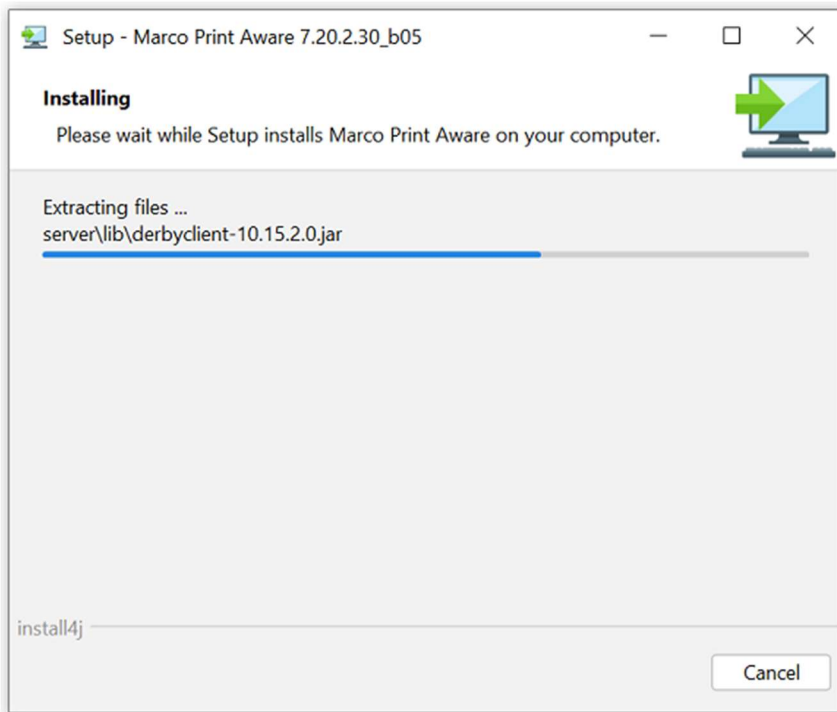 Setup - Marco Print Aware 7.20.2.30_b05
Installing
Please wait while Setup installs Marco Print Aware on your computer.
Extracting files ...
server\lib\derbyclient-10.15.2.0.jar
install4j
Cancel